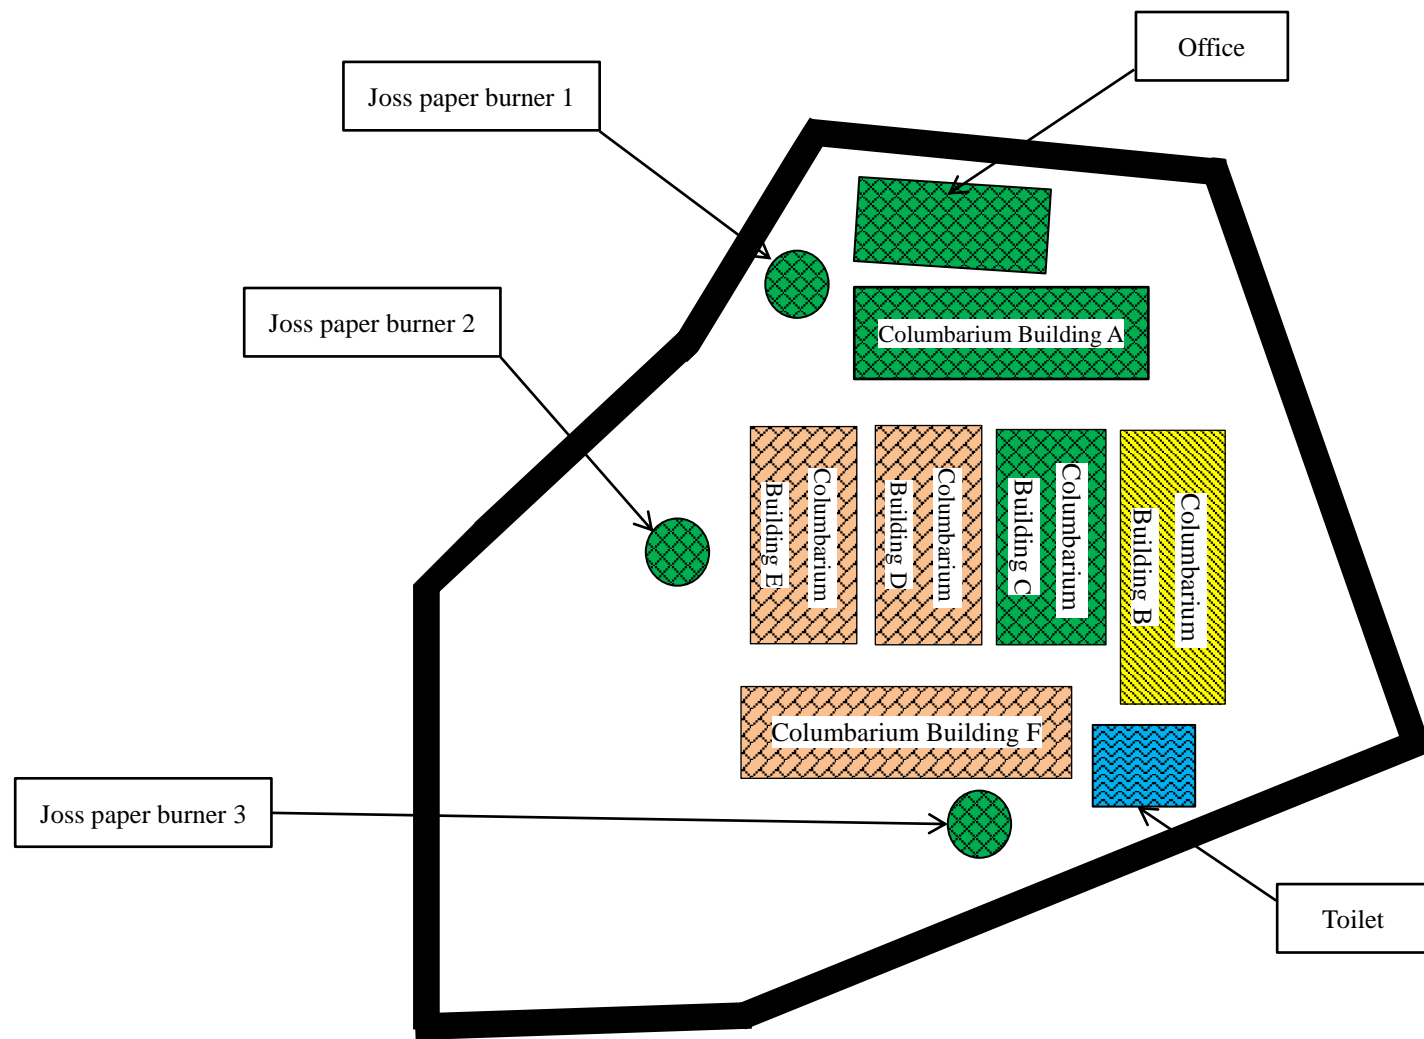 Office
Joss paper burner 1
Joss paper burner 2
Columbarium Building A
Columbarium
Building E
Columbarium
Building D
Columbarium
Building C
Columbarium
Building B
Columbarium Building F
Joss paper burner 3
Toilet